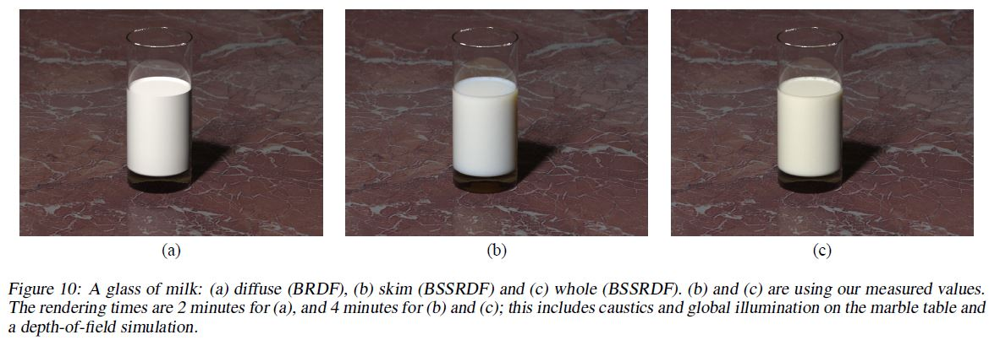 (a)
(b)
(c)
Figure 10: A glass of milk: (a) diffuse (BRDF), (b) skim (BSSRDF) and (c) whole (BSSRDF). (b) and (c) are using our measured values.
The rendering times are 2 minutes for (a), and 4 minutes for (b) and (c); this includes caustics and global illumination on the marble table and
a depth-of-field simulation.